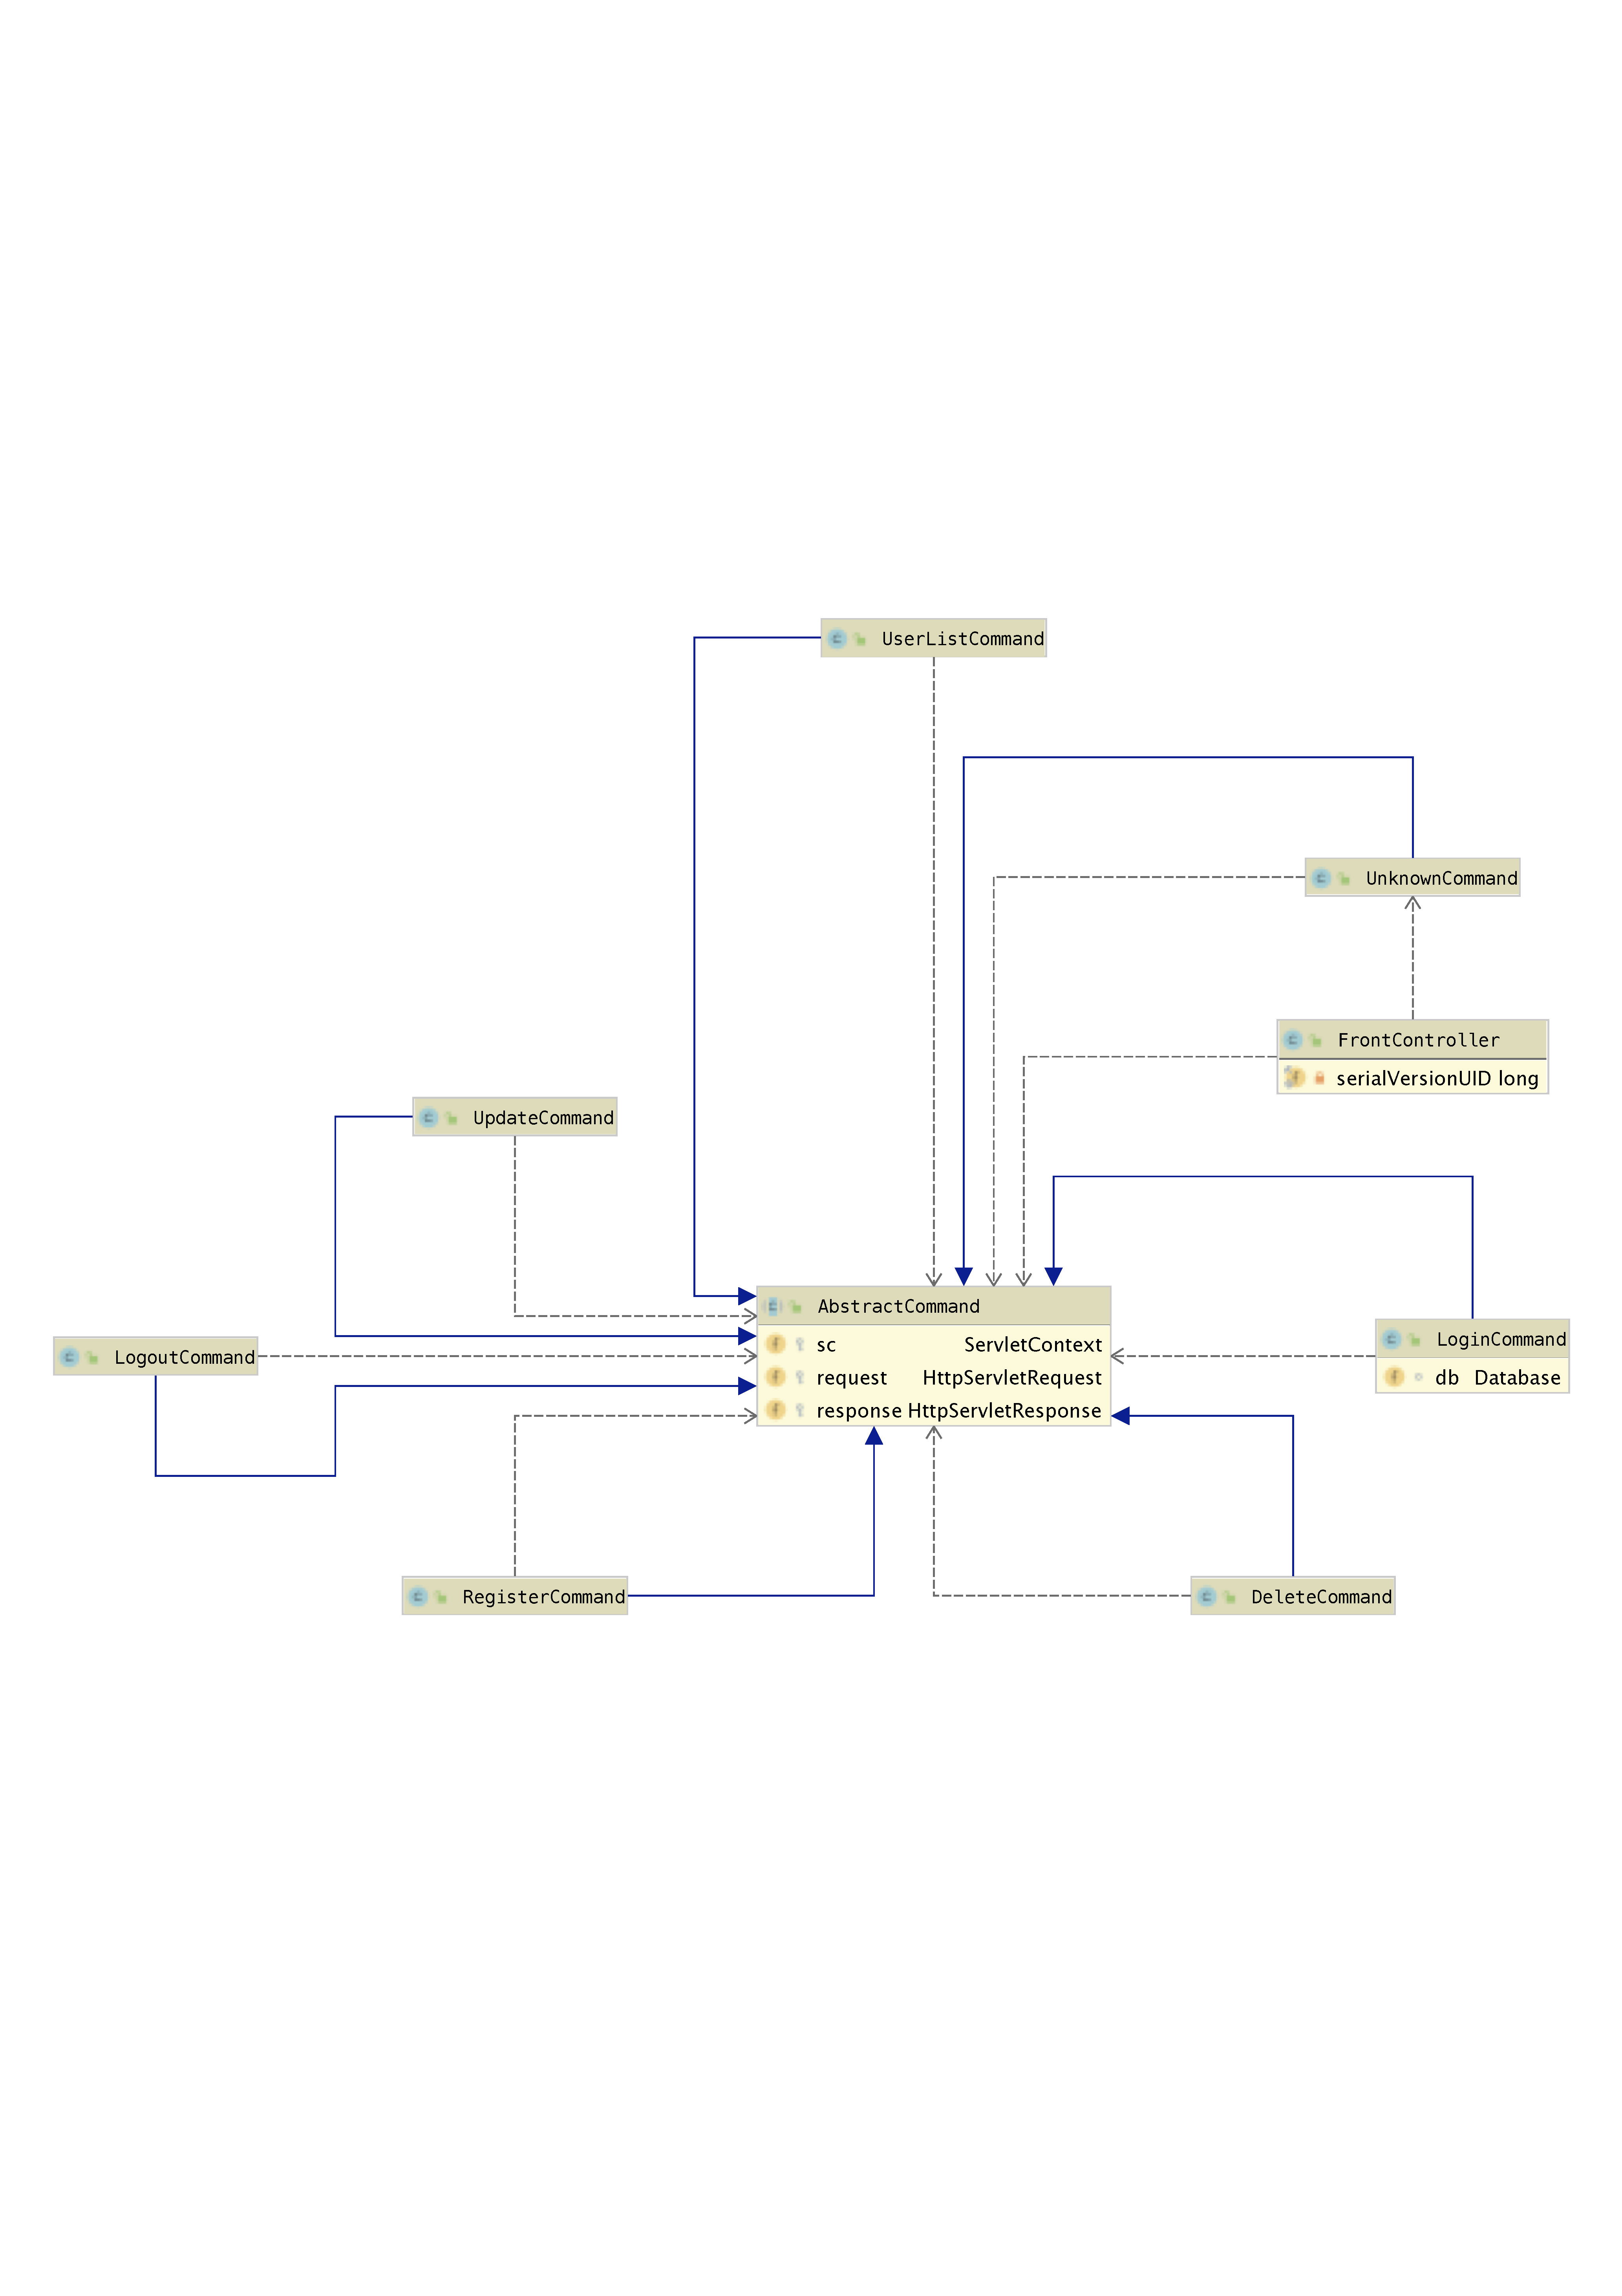 UserListCommand
UnknownCommand
FrontController
serialVersionUID long
UpdateCommand
AbstractCommand
sc ServletContext
request HttpServletRequest
response HttpServletResponse
LogoutCommand
LoginCommand
db Database
RegisterCommand
DeleteCommand